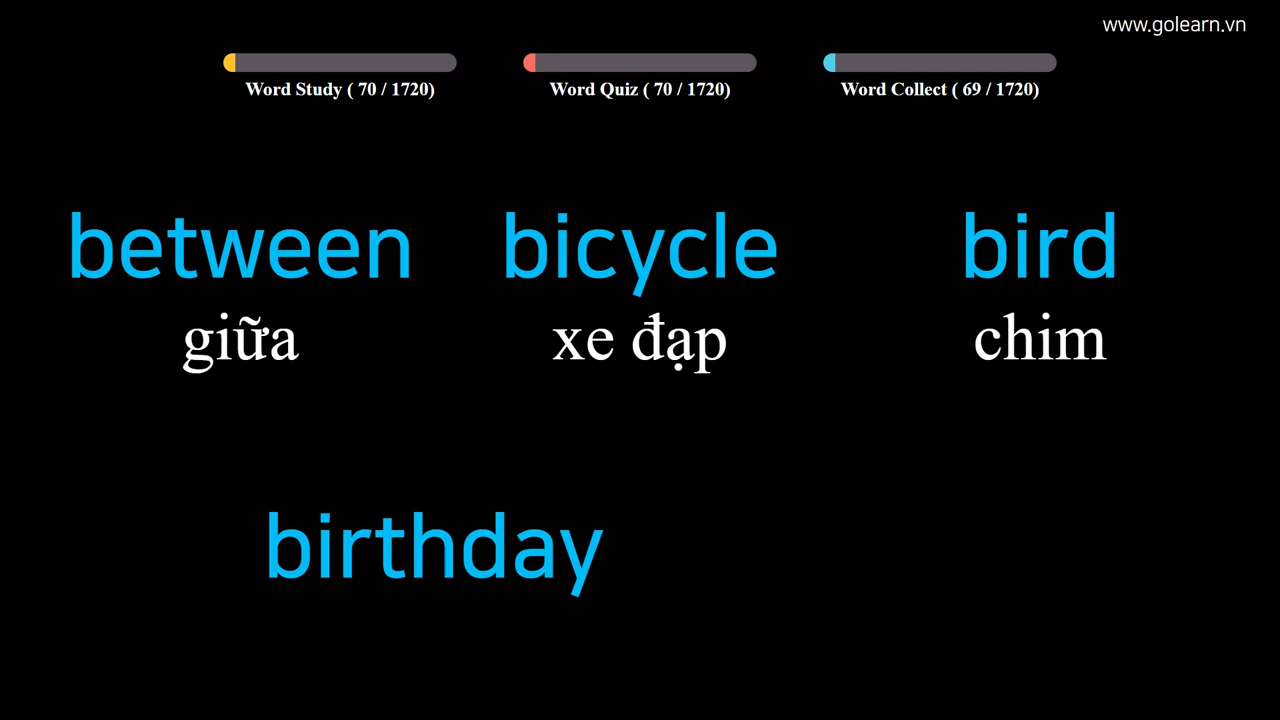 www.golearn.vn
Word Study ( 70 / 1720)
Word Quiz ( 70 / 1720)
Word Collect ( 69 / 1720)
between
giữa
bicycle
xe đạp
bird
chim
birthday